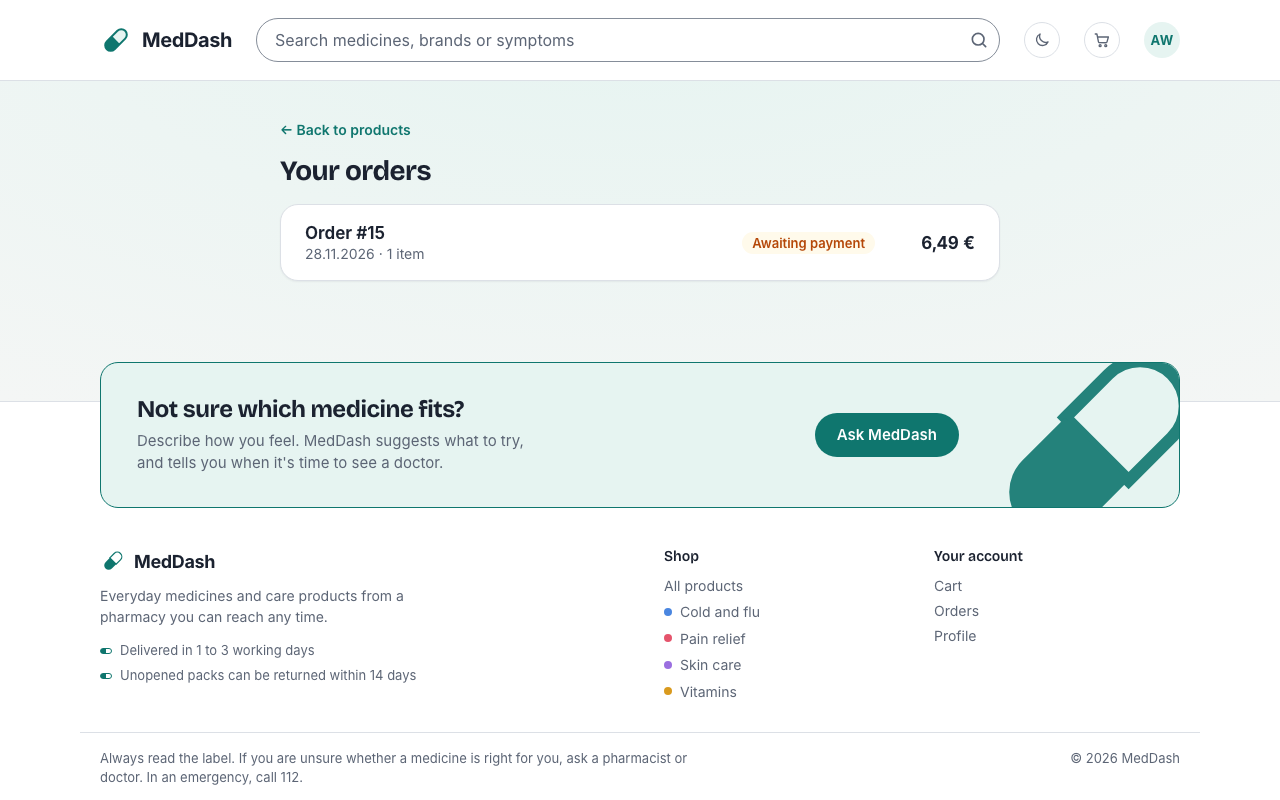 MedDash
Search medicines, brands or symptoms
AW
← Back to products
Your orders
Order #15
28.11.2026 · 1 item
Awaiting payment
6,49 €
Not sure which medicine fits?
Describe how you feel. MedDash suggests what to try,
and tells you when it's time to see a doctor.
Ask MedDash
MedDash
Everyday medicines and care products from a
pharmacy you can reach any time.
Delivered in 1 to 3 working days
Unopened packs can be returned within 14 days
Shop
All products
Cold and flu
Pain relief
Skin care
Vitamins
Your account
Cart
Orders
Profile
Always read the label. If you are unsure whether a medicine is right for you, ask a pharmacist or
doctor. In an emergency, call 112.
© 2026 MedDash